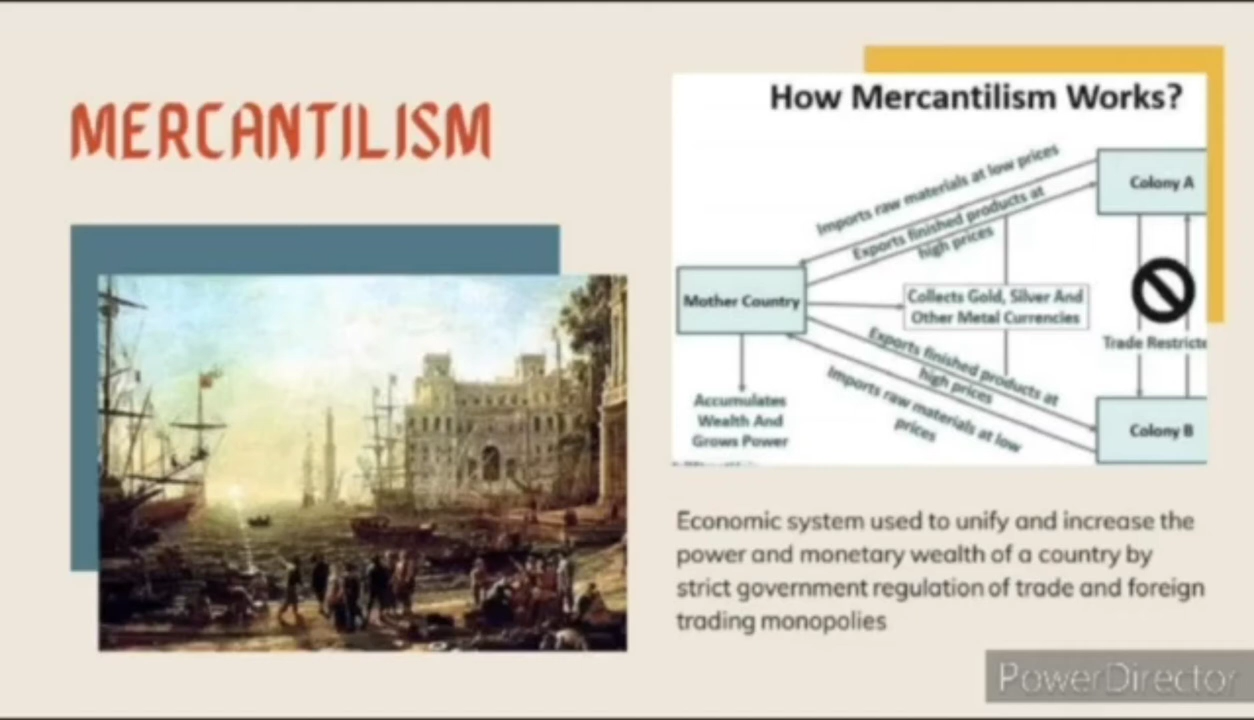 MERCANTILISM
How Mercantilism Works?
Imports raw materials at low prices
Exports finished products at
high prices
Colony A
Mother Country
Collects Gold, Silver And
Other Metal Currencies
Trade Restricte
Exports finished products at
high prices
Imports raw materials at low
prices
Accumulates
Wealth And
Grows Power
Colony B
Economic system used to unify and increase the
power and monetary wealth of a country by
strict government regulation of trade and foreign
trading monopolies
PowerDirector